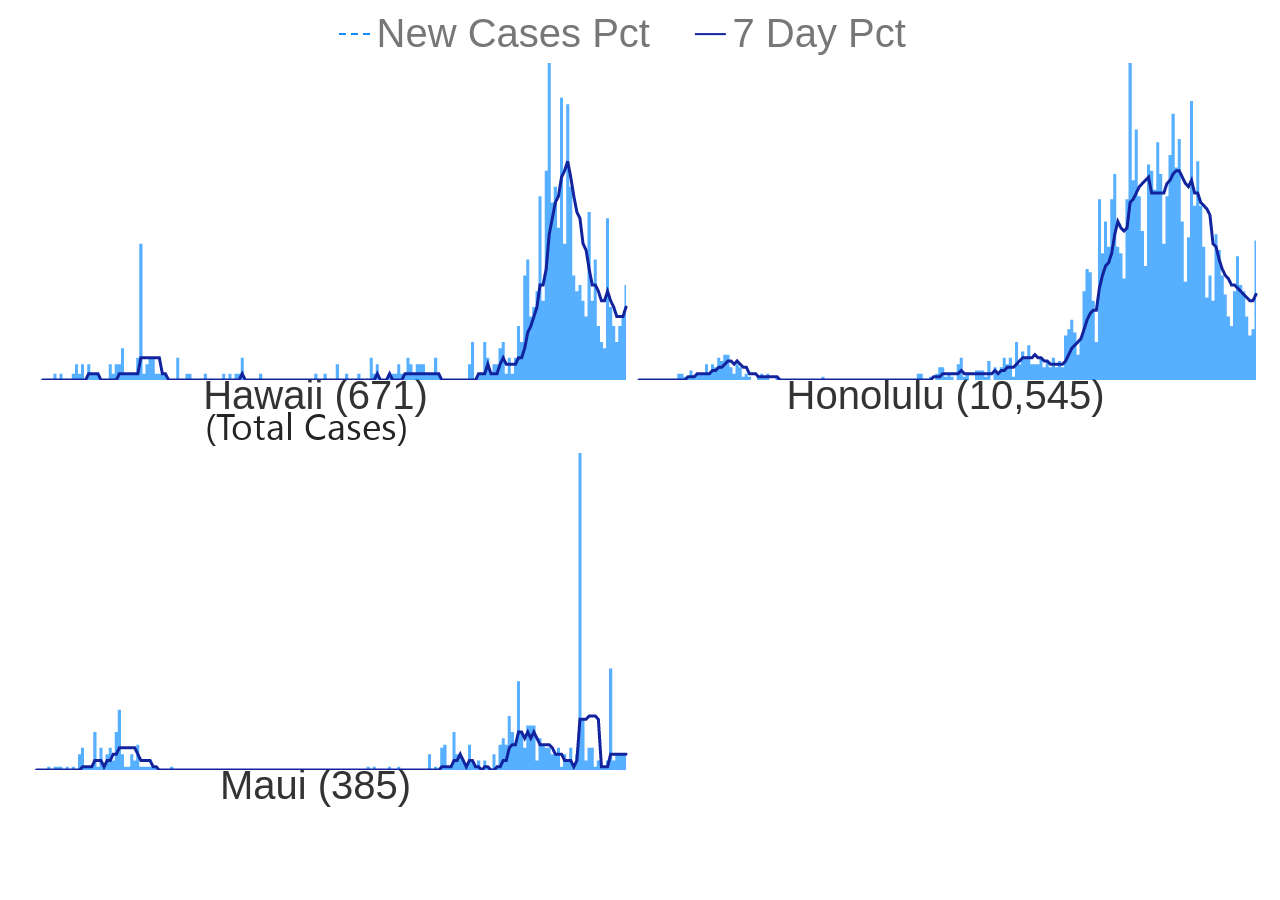 New Cases Pct 7 Day Pct
Hawaii (671)
(Total Cases)
Honolulu (10,545)
Maui (385)